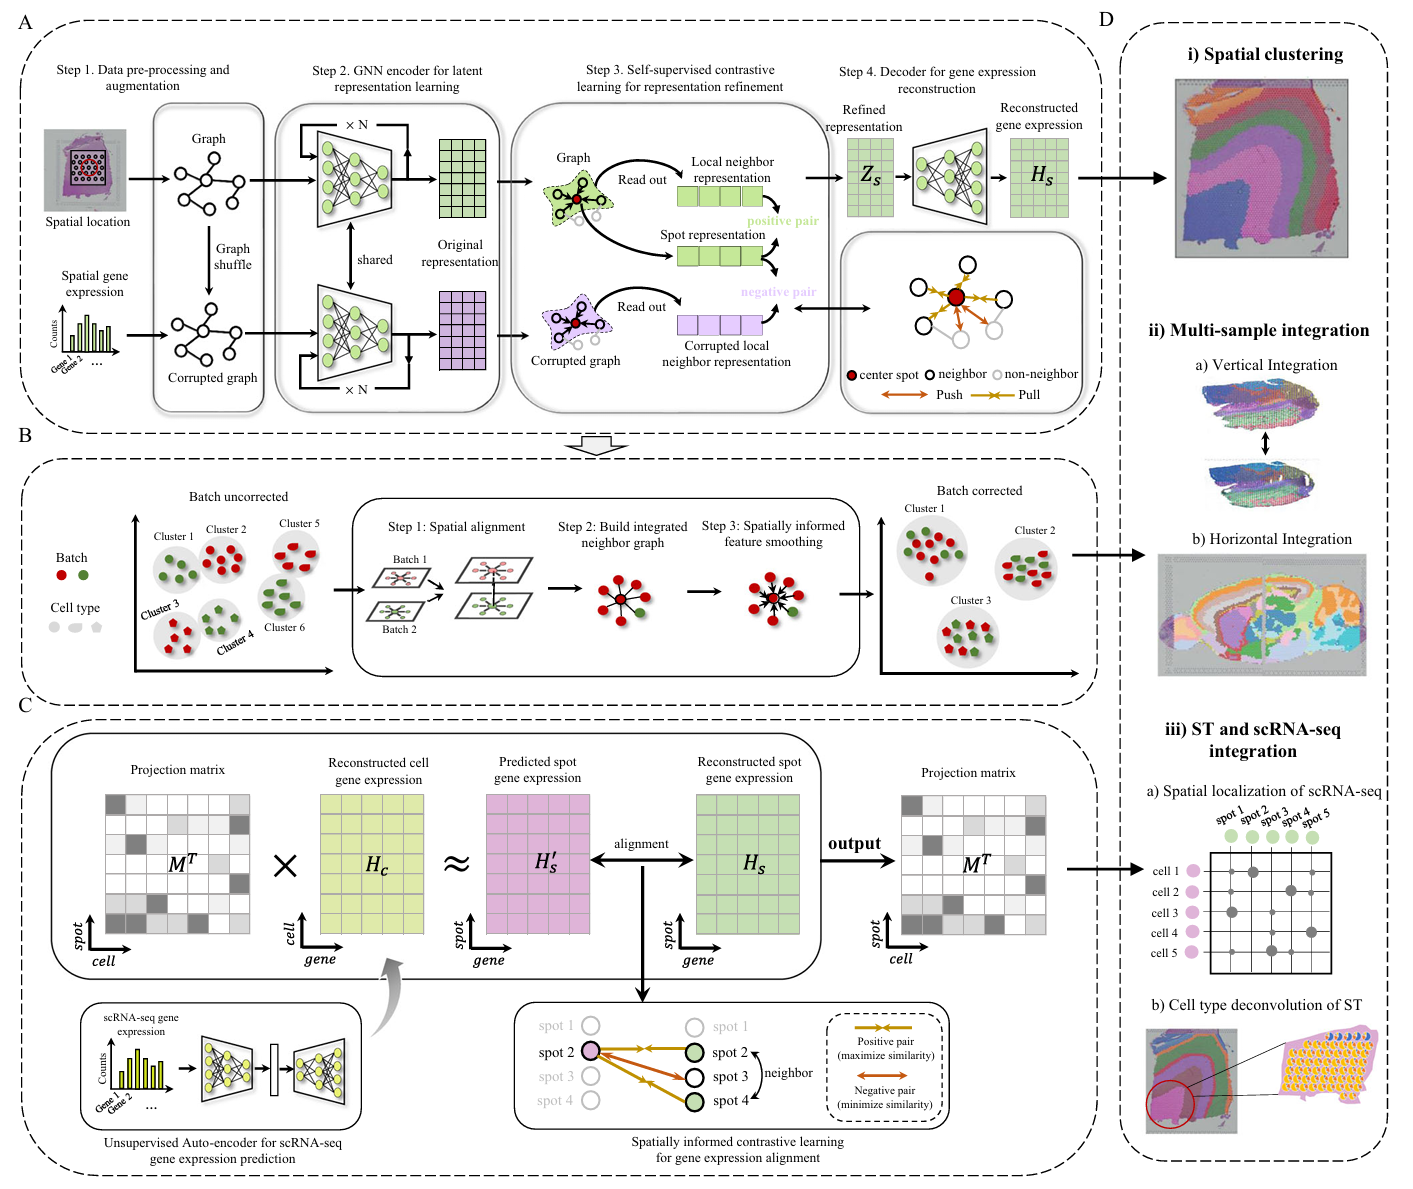 A
Step 1. Data pre-processing and
augmentation
Step 2. GNN encoder for latent
representation learning
Step 3. Self-supervised contrastive
learning for representation refinement
Step 4. Decoder for gene expression
reconstruction
Graph
Spatial location
Graph
shuffle
Spatial gene
expression
Counts
Gene 1
Gene 2
...
Corrupted graph
× N
shared
× N
Original
representation
Graph
Read out
Local neighbor
representation
positive pair
Spot representation
negative pair
Read out
Corrupted graph
Corrupted local
neighbor representation
Refined
representation
Z_s
Reconstructed
gene expression
H_s
center spot
neighbor
non-neighbor
Push
Pull
B
Batch
Cell type
Batch uncorrected
Cluster 1
Cluster 2
Cluster 5
Cluster 3
Cluster 4
Cluster 6
Step 1: Spatial alignment
Batch 1
Batch 2
Step 2: Build integrated
neighbor graph
Step 3: Spatially informed
feature smoothing
Batch corrected
Cluster 1
Cluster 2
Cluster 3
C
Projection matrix
M^T
spot
cell
×
Reconstructed cell
gene expression
H_c
cell
gene
≈
Predicted spot
gene expression
H_s'
spot
gene
alignment
Reconstructed spot
gene expression
H_s
spot
gene
output
Projection matrix
M^T
spot
cell
scRNA-seq gene
expression
Counts
Gene 1
Gene 2
...
Unsupervised Auto-encoder for scRNA-seq
gene expression prediction
spot 1
spot 2
spot 3
spot 4
spot 1
spot 2
spot 3
spot 4
neighbor
Positive pair
(maximize similarity)
Negative pair
(minimize similarity)
Spatially informed contrastive learning
for gene expression alignment
D
i) Spatial clustering
ii) Multi-sample integration
a) Vertical Integration
b) Horizontal Integration
iii) ST and scRNA-seq
integration
a) Spatial localization of scRNA-seq
spot 1
spot 2
spot 3
spot 4
spot 5
cell 1
cell 2
cell 3
cell 4
cell 5
b) Cell type deconvolution of ST